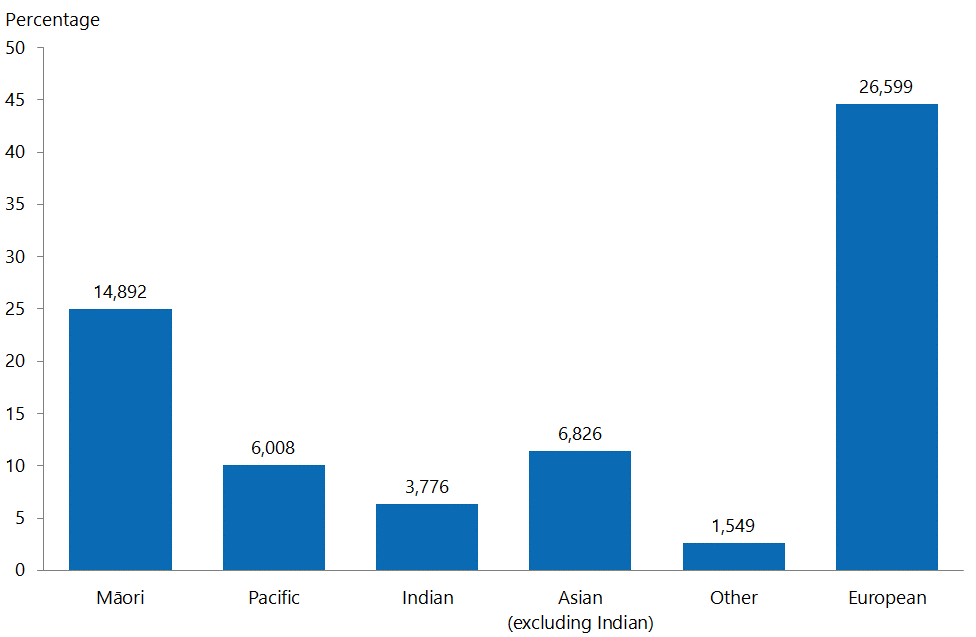 Percentage
50
45
40
35
30
25
20
15
10
5
0
14,892
6,008
3,776
6,826
1,549
26,599
Māori
Pacific
Indian
Asian
(excluding Indian)
Other
European